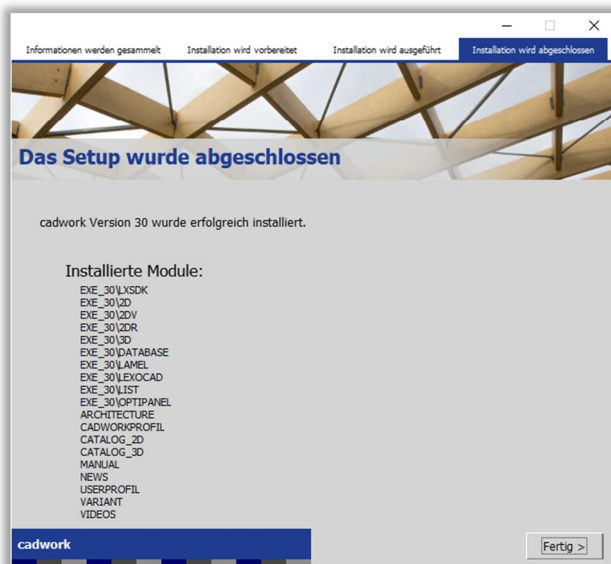 Informationen werden gesammelt Installation wird vorbereitet Installation wird ausgeführt Installation wird abgeschlossen
Das Setup wurde abgeschlossen
cadwork Version 30 wurde erfolgreich installiert.
Installierte Module:
EXE_30\LXSDK
EXE_30\2D
EXE_30\2DV
EXE_30\2DR
EXE_30\3D
EXE_30\DATABASE
EXE_30\LAMEL
EXE_30\LEXOCAD
EXE_30\LIST
EXE_30\OPTIPANEL
ARCHITECTURE
CADWORKPROFIL
CATALOG_2D
CATALOG_3D
MANUAL
NEWS
USERPROFIL
VARIANT
VIDEOS
cadwork
Fertig >